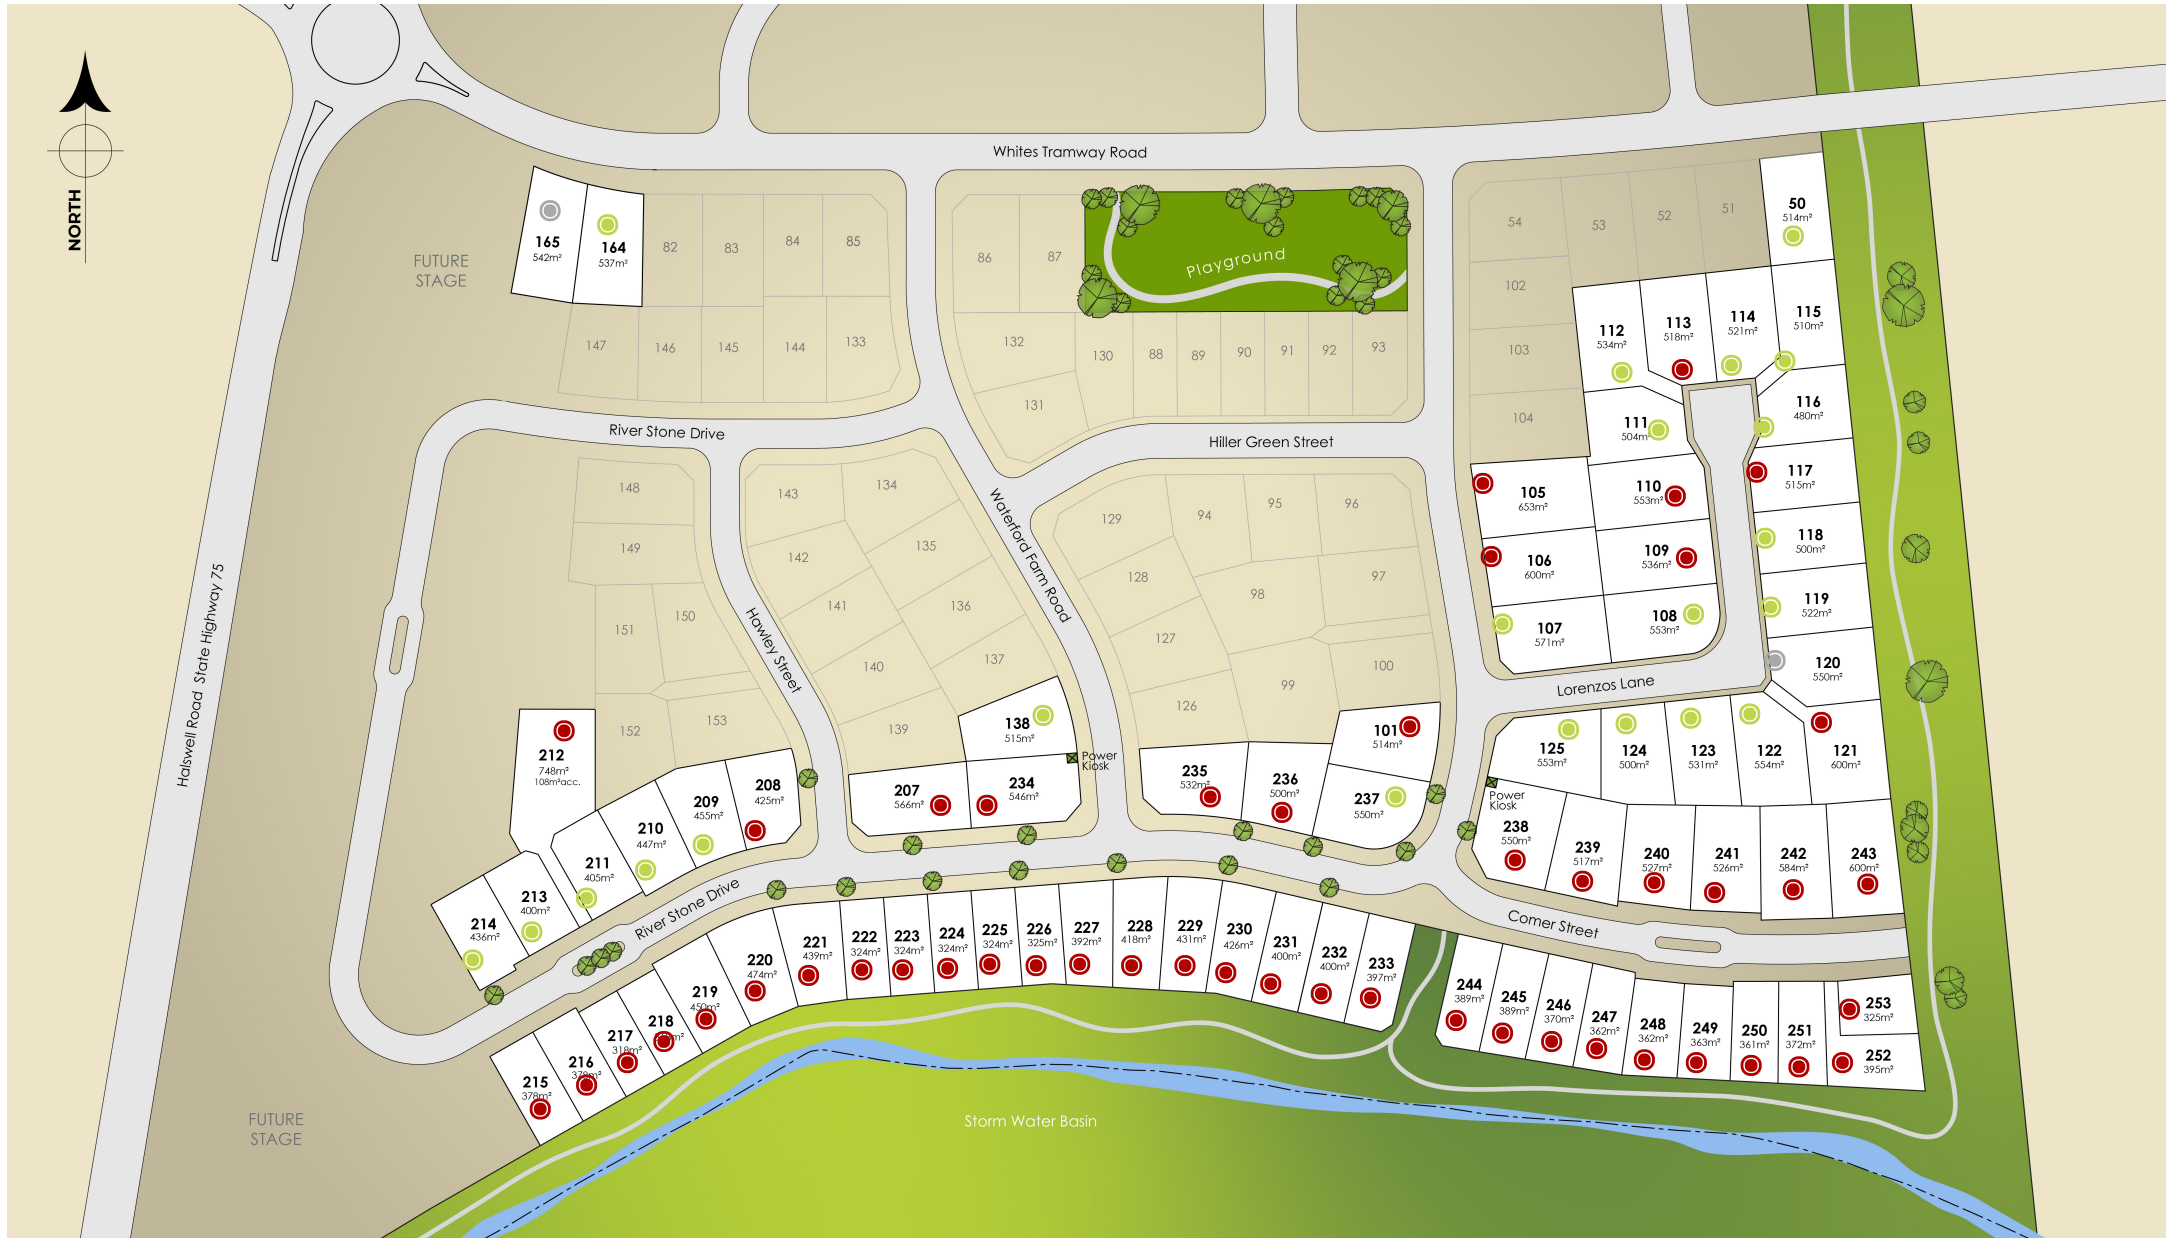 Whites Tramway Road
NORTH
FUTURE
STAGE
165
542m²
164
537m²
82
83
84
85
86
87
Playground
54
53
52
51
50
514m²
102
103
104
147
146
145
144
133
132
131
130
88
89
90
91
92
93
112
534m²
113
518m²
114
521m²
115
510m²
116
480m²
111
504m²
River Stone Drive
Hiller Green Street
105
653m²
110
553m²
117
515m²
106
600m²
109
536m²
118
500m²
107
571m²
108
553m²
119
522m²
120
550m²
Lorenzos Lane
148
149
150
151
152
153
143
134
142
135
141
136
140
137
139
138
515m²
Hawley Street
Waterford Farm Road
129
94
95
96
128
98
97
127
99
100
126
101
514m²
Halswell Road State Highway 75
Power
Kiosk
212
748m²
108m²acc.
208
425m²
209
455m²
210
447m²
211
405m²
213
400m²
214
436m²
207
566m²
234
546m²
235
532m²
236
500m²
237
550m²
125
553m²
124
500m²
123
531m²
122
554m²
121
600m²
Power
Kiosk
238
550m²
239
517m²
240
527m²
241
526m²
242
584m²
243
600m²
River Stone Drive
Comer Street
215
378m²
216
217
318m²
218
219
450m²
220
474m²
221
439m²
222
324m²
223
324m²
224
324m²
225
324m²
226
325m²
227
392m²
228
418m²
229
431m²
230
426m²
231
400m²
232
400m²
233
397m²
244
389m²
245
389m²
246
370m²
247
362m²
248
362m²
249
363m²
250
361m²
251
372m²
253
325m²
252
395m²
FUTURE
STAGE
Storm Water Basin